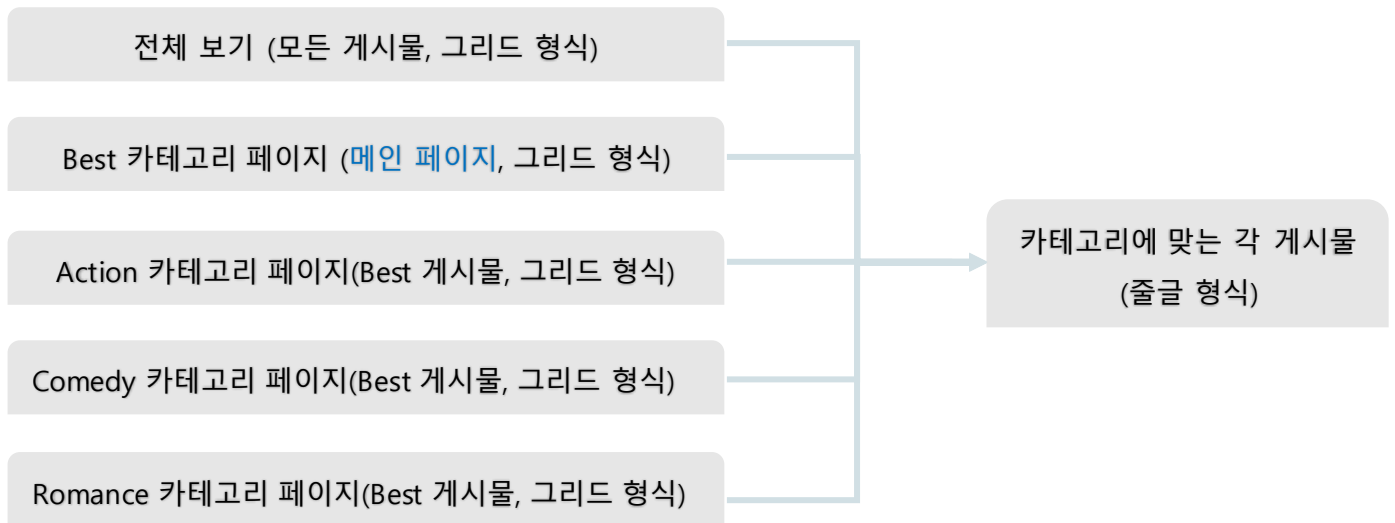 전체 보기 (모든 게시물, 그리드 형식)
Best 카테고리 페이지 (메인 페이지, 그리드 형식)
Action 카테고리 페이지(Best 게시물, 그리드 형식)
카테고리에 맞는 각 게시물
(줄글 형식)
Comedy 카테고리 페이지(Best 게시물, 그리드 형식)
Romance 카테고리 페이지(Best 게시물, 그리드 형식)